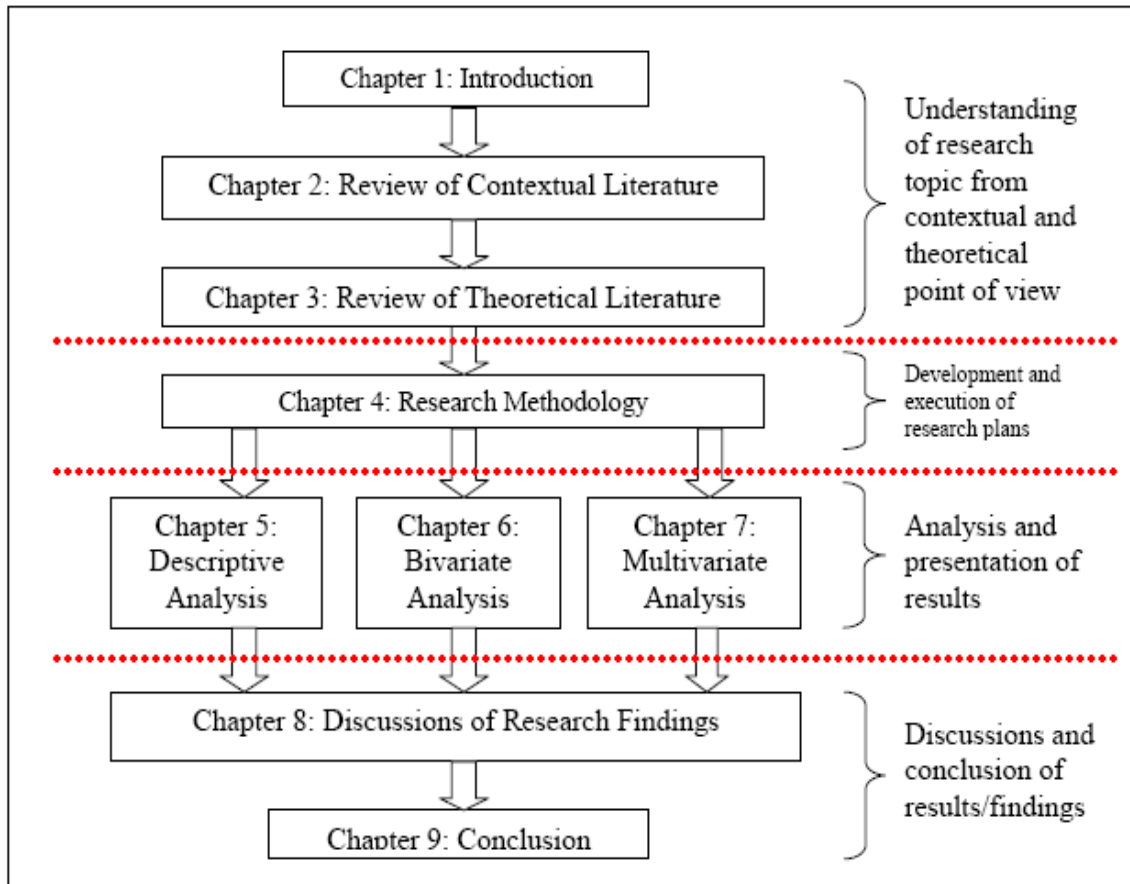 Chapter 1: Introduction
Chapter 2: Review of Contextual Literature
Chapter 3: Review of Theoretical Literature
Understanding
of research
topic from
contextual and
theoretical
point of view
Chapter 4: Research Methodology
Development and
execution of
research plans
Chapter 5:
Descriptive
Analysis
Chapter 6:
Bivariate
Analysis
Chapter 7:
Multivariate
Analysis
Analysis and
presentation of
results
Chapter 8: Discussions of Research Findings
Chapter 9: Conclusion
Discussions and
conclusion of
results/findings